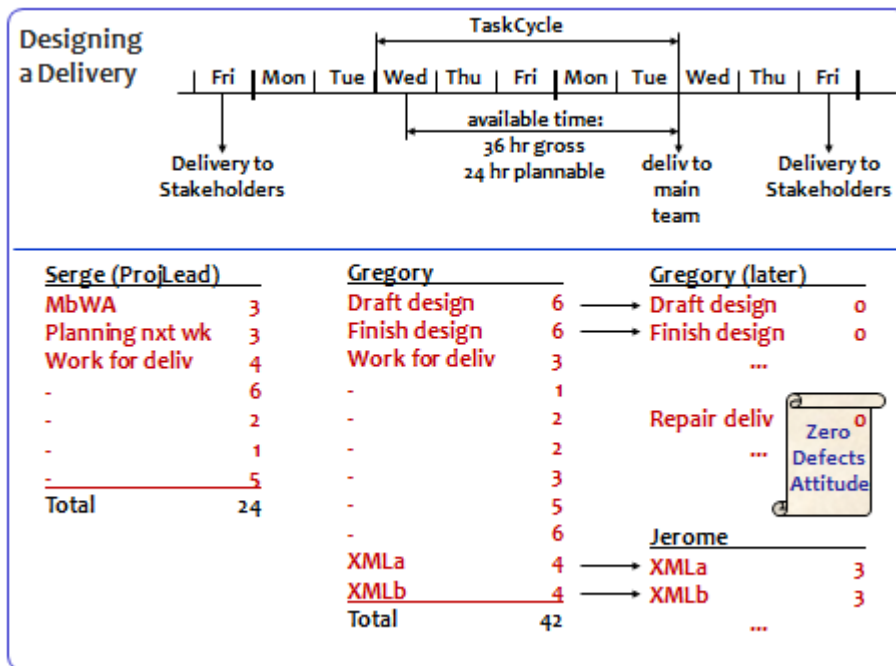 Designing
a Delivery
TaskCycle
Fri Mon Tue Wed Thu Fri Mon Tue Wed Thu Fri
available time:
36 hr gross
24 hr plannable
Delivery to
Stakeholders
deliv to
main
team
Delivery to
Stakeholders
Serge (ProjLead)
MbWA 3
Planning nxt wk 3
Work for deliv 4
- 6
- 2
- 1
- 5
Total 24
Gregory
Draft design 6
Finish design 6
Work for deliv 3
- 1
- 2
- 2
- 3
- 5
- 6
XMLa 4
XMLb 4
Total 42
Gregory (later)
Draft design 0
Finish design 0
...
Repair deliv 0
...
Zero
Defects
Attitude
Jerome
XMLa 3
XMLb 3
...